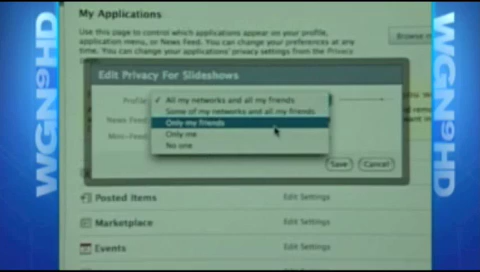 My Applications
Use this page to control which applications appear on your profile,
application menu, or News Feed. You can change your preferences at any
time. You can change your applications' privacy settings from the Privacy
page.
Browse
Edit Privacy For Slideshows
Profile:
✓ All my networks and all my friends
Some of my networks and all my friends
Only my friends
Only me
No one
News Feed
Mini-Feed
Save
Cancel
Posted Items
Edit Settings
Marketplace
Edit Settings
Events
Edit Settings
WGN9HD
WGN9HD